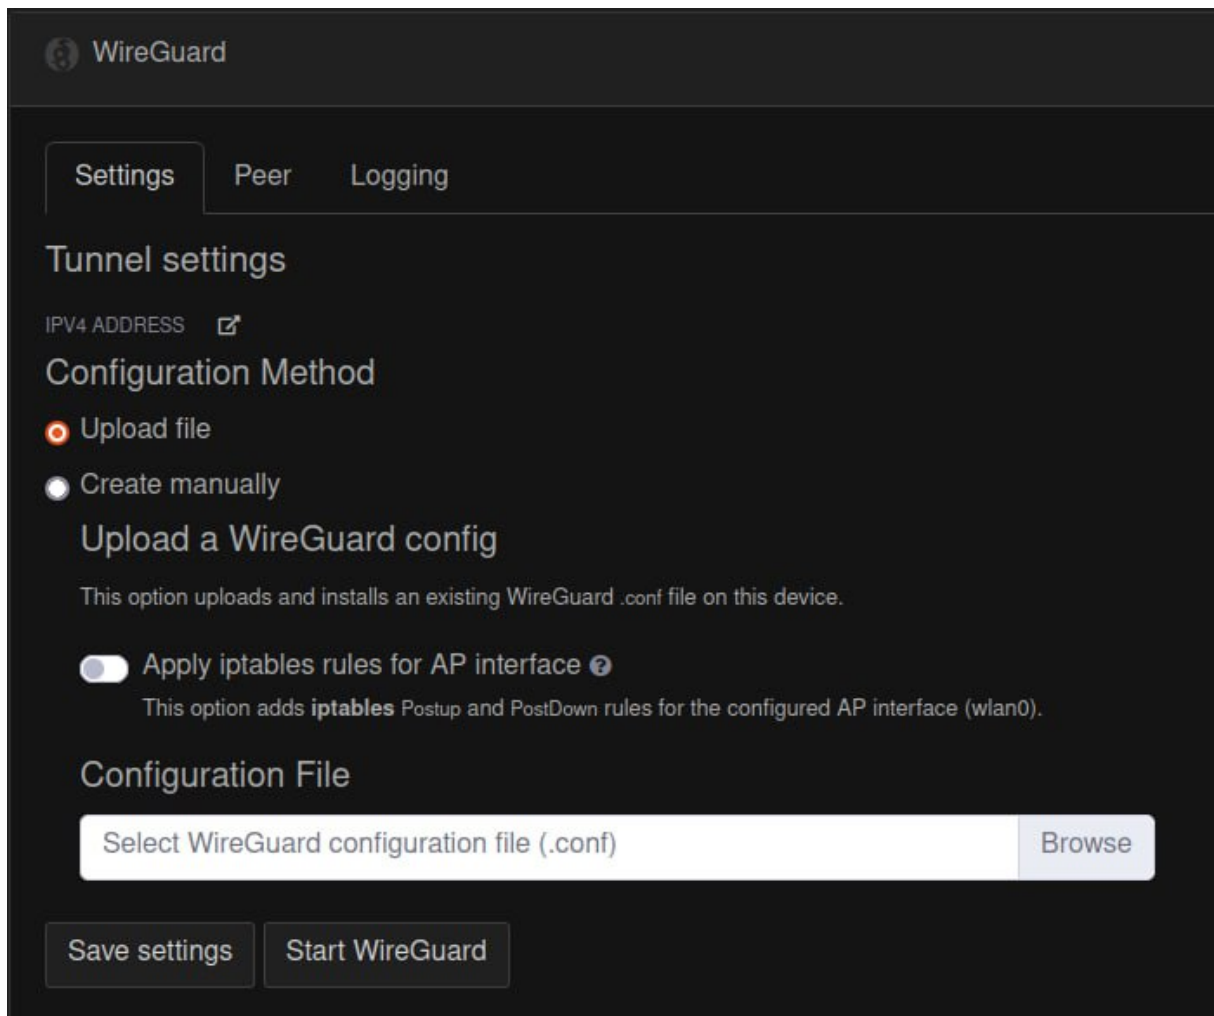 WireGuard
Settings Peer Logging
Tunnel settings
IPV4 ADDRESS
Configuration Method
Upload file
Create manually
Upload a WireGuard config
This option uploads and installs an existing WireGuard .conf file on this device.
Apply iptables rules for AP interface ?
This option adds iptables Postup and PostDown rules for the configured AP interface (wlan0).
Configuration File
Select WireGuard configuration file (.conf) Browse
Save settings Start WireGuard